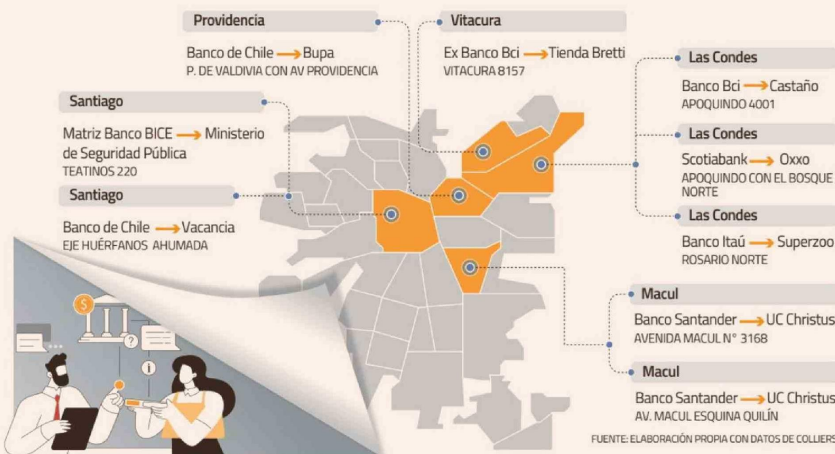 Providencia
Banco de Chile → Bupa
P. DE VALDIVIA CON AV PROVIDENCIA
Vitacura
Ex Banco Bci → Tienda Bretti
VITACURA 8157
Santiago
Matriz Banco BICE → Ministerio
de Seguridad Pública
TEATINOS 220
Santiago
Banco de Chile → Vacancia
EJE HUÉRFANOS AHUMADA
Las Condes
Banco Bci → Castaño
APOQUINDO 4001
Las Condes
Scotiabank → Oxxo
APOQUINDO CON EL BOSQUE
NORTE
Las Condes
Banco Itaú → Superzoo
ROSARIO NORTE
Macul
Banco Santander → UC Christus
AVENIDA MACUL N° 3168
Macul
Banco Santander → UC Christus
AV. MACUL ESQUINA QUILÍN
$
?
i
FUENTE: ELABORACIÓN PROPIA CON DATOS DE COLLIERS